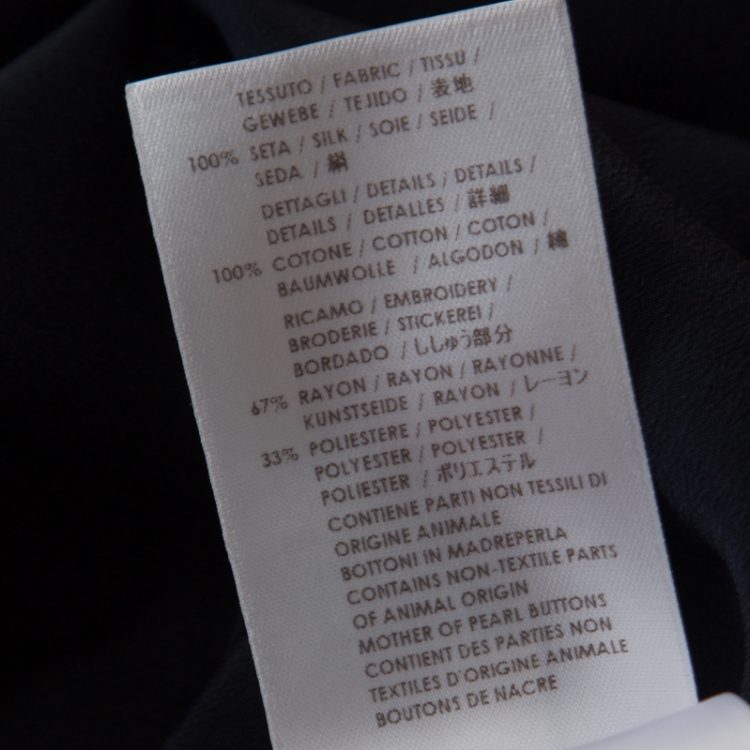 TESSUTO / FABRIC / TISSU /
GEWEBE / TEJIDO / 表地
100% SETA / SILK / SOIE / SEIDE /
SEDA / 絹
DETTAGLI / DETAILS / DETAILS /
DETAILS / DETALLES / 詳細
100% COTONE / COTTON / COTON /
BAUMWOLLE / ALGODON / 綿
RICAMO / EMBROIDERY /
BRODERIE / STICKEREI /
BORDADO / ししゅう部分
67% RAYON / RAYON / RAYONNE /
KUNSTSEIDE / RAYON / レーヨン
33% POLIESTERE / POLYESTER /
POLYESTER / POLYESTER /
POLIESTER / ポリエステル
CONTIENE PARTI NON TESSILI DI
ORIGINE ANIMALE
BOTTONI IN MADREPERLA
CONTAINS NON-TEXTILE PARTS
OF ANIMAL ORIGIN
MOTHER OF PEARL BUTTONS
CONTIENT DES PARTIES NON
TEXTILES D'ORIGINE ANIMALE
BOUTONS DE NACRE